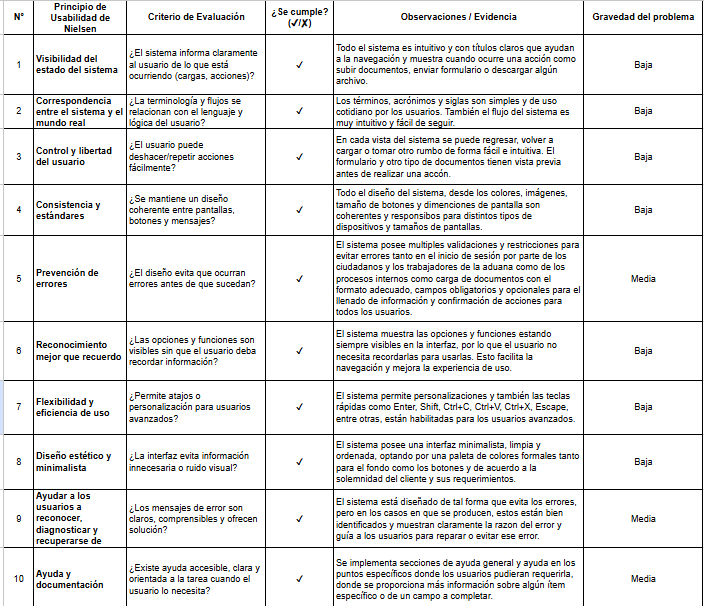 N°
Principio de
Usabilidad de
Nielsen
Criterio de Evaluación
¿Se cumple?
(✓/✗)
Observaciones / Evidencia
Gravedad del problema
1
Visibilidad del
estado del sistema
¿El sistema informa claramente
al usuario de lo que está
ocurriendo (cargas, acciones)?
✓
Todo el sistema es intuitivo y con títulos claros que ayudan
a la navegación y muestra cuando ocurre una acción como
subir documentos, enviar formulario o descargar algún
archivo.
Baja
2
Correspondencia
entre el sistema y el
mundo real
¿La terminología y flujos se
relacionan con el lenguaje y
lógica del usuario?
✓
Los términos, acrónimos y siglas son simples y de uso
cotidiano por los usuarios. También el flujo del sistema es
muy intuitivo y fácil de seguir.
Baja
3
Control y libertad
del usuario
¿El usuario puede
deshacer/repetir acciones
fácilmente?
✓
En cada vista del sistema se puede regresar, volver a
cargar o tomar otro rumbo de forma fácil e intuitiva. El
formulario y otro tipo de documentos tienen vista previa
antes de realizar una accón.
Baja
4
Consistencia y
estándares
¿Se mantiene un diseño
coherente entre pantallas,
botones y mensajes?
✓
Todo el diseño del sistema, desde los colores, imágenes,
tamaño de botones y dimenciones de pantalla son
coherentes y responsibos para distintos tipos de
dispositivos y tamaños de pantallas.
Baja
5
Prevención de
errores
¿El diseño evita que ocurran
errores antes de que sucedan?
✓
El sistema posee multiples validaciones y restricciones para
evitar errores tanto en el inicio de sesión por parte de los
ciudadanos y los trabajadores de la aduana como de los
procesos internos como carga de documentos con el
formato adecuado, campos obligatorios y opcionales para el
llenado de información y confirmación de acciones para
todos los usuarios.
Media
6
Reconocimiento
mejor que recuerdo
¿Las opciones y funciones son
visibles sin que el usuario deba
recordar información?
✓
El sistema muestra las opciones y funciones estando
siempre visibles en la interfaz, por lo que el usuario no
necesita recordarlas para usarlas. Esto facilita la
navegación y mejora la experiencia de uso.
Baja
7
Flexibilidad y
eficiencia de uso
¿Permite atajos o
personalización para usuarios
avanzados?
✓
El sistema permite personalizaciones y también las teclas
rápidas como Enter, Shift, Ctrl+C, Ctrl+V, Ctrl+X, Escape,
entre otras, están habilitadas para los usuarios avanzados.
Baja
8
Diseño estético y
minimalista
¿La interfaz evita información
innecesaria o ruido visual?
✓
El sistema posee una interfaz minimalista, limpia y
ordenada, optando por una paleta de colores formales tanto
para el fondo como los botones y de acuerdo a la
solemnidad del cliente y sus requerimientos.
Baja
9
Ayudar a los
usuarios a
reconocer,
diagnosticar y
recuperarse de
¿Los mensajes de error son
claros, comprensibles y ofrecen
solución?
✓
El sistema está diseñado de tal forma que evita los errores,
pero en los casos en que se producen, estos están bien
identificados y muestran claramente la razon del error y
guía a los usuarios para reparar o evitar ese error.
Media
10
Ayuda y
documentación
¿Existe ayuda accesible, clara y
orientada a la tarea cuando el
usuario lo necesita?
✓
Se implementa secciones de ayuda general y ayuda en los
puntos específicos donde los usuarios pudieran requerirla,
donde se proporciona más información sobre algún ítem
específico o de un campo a completar.
Media